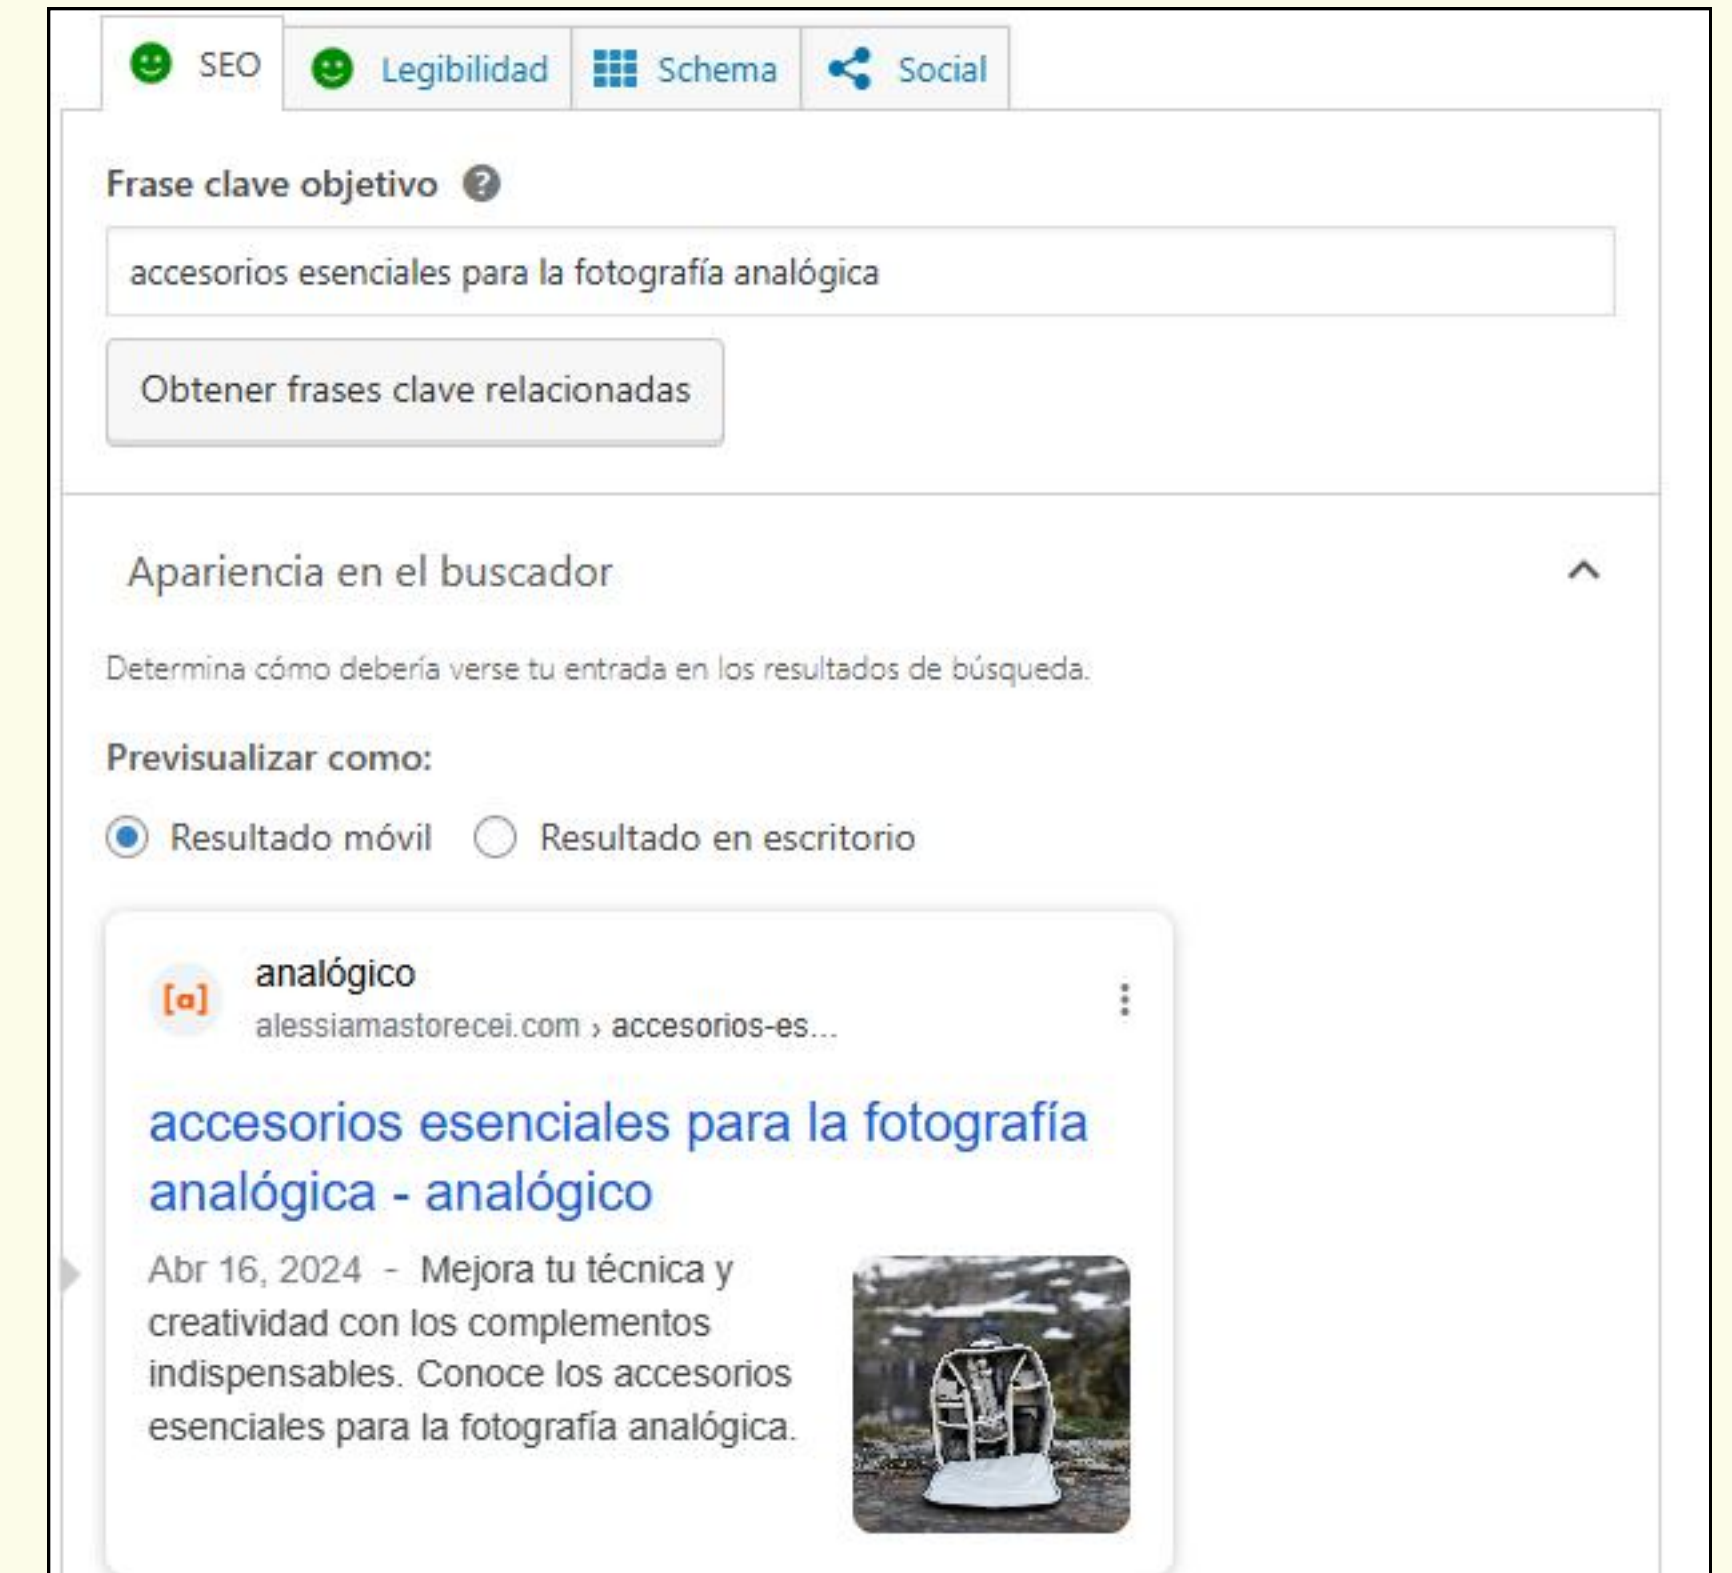 SEO Legibilidad Schema Social
Frase clave objetivo ?
accesorios esenciales para la fotografía analógica
Obtener frases clave relacionadas
Apariencia en el buscador
Determina cómo debería verse tu entrada en los resultados de búsqueda.
Previsualizar como:
Resultado móvil Resultado en escritorio
[a] analógico
alessiamastorecei.com › accesorios-es...
accesorios esenciales para la fotografía
analógica - analógico
Abr 16, 2024 - Mejora tu técnica y
creatividad con los complementos
indispensables. Conoce los accesorios
esenciales para la fotografía analógica.